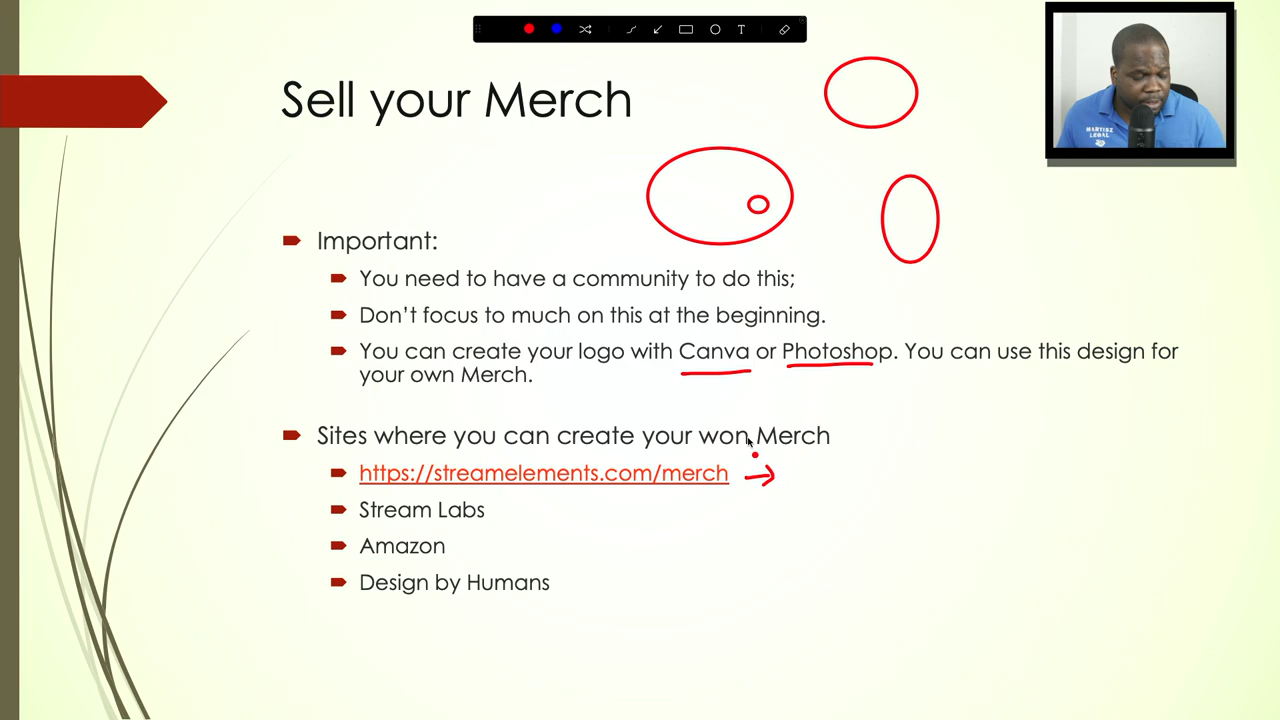 Sell your Merch
MARTIEZ
LEGAL
Important:
You need to have a community to do this;
Don't focus to much on this at the beginning.
You can create your logo with Canva or Photoshop. You can use this design for
your own Merch.
Sites where you can create your won Merch
https://streamelements.com/merch
Stream Labs
Amazon
Design by Humans